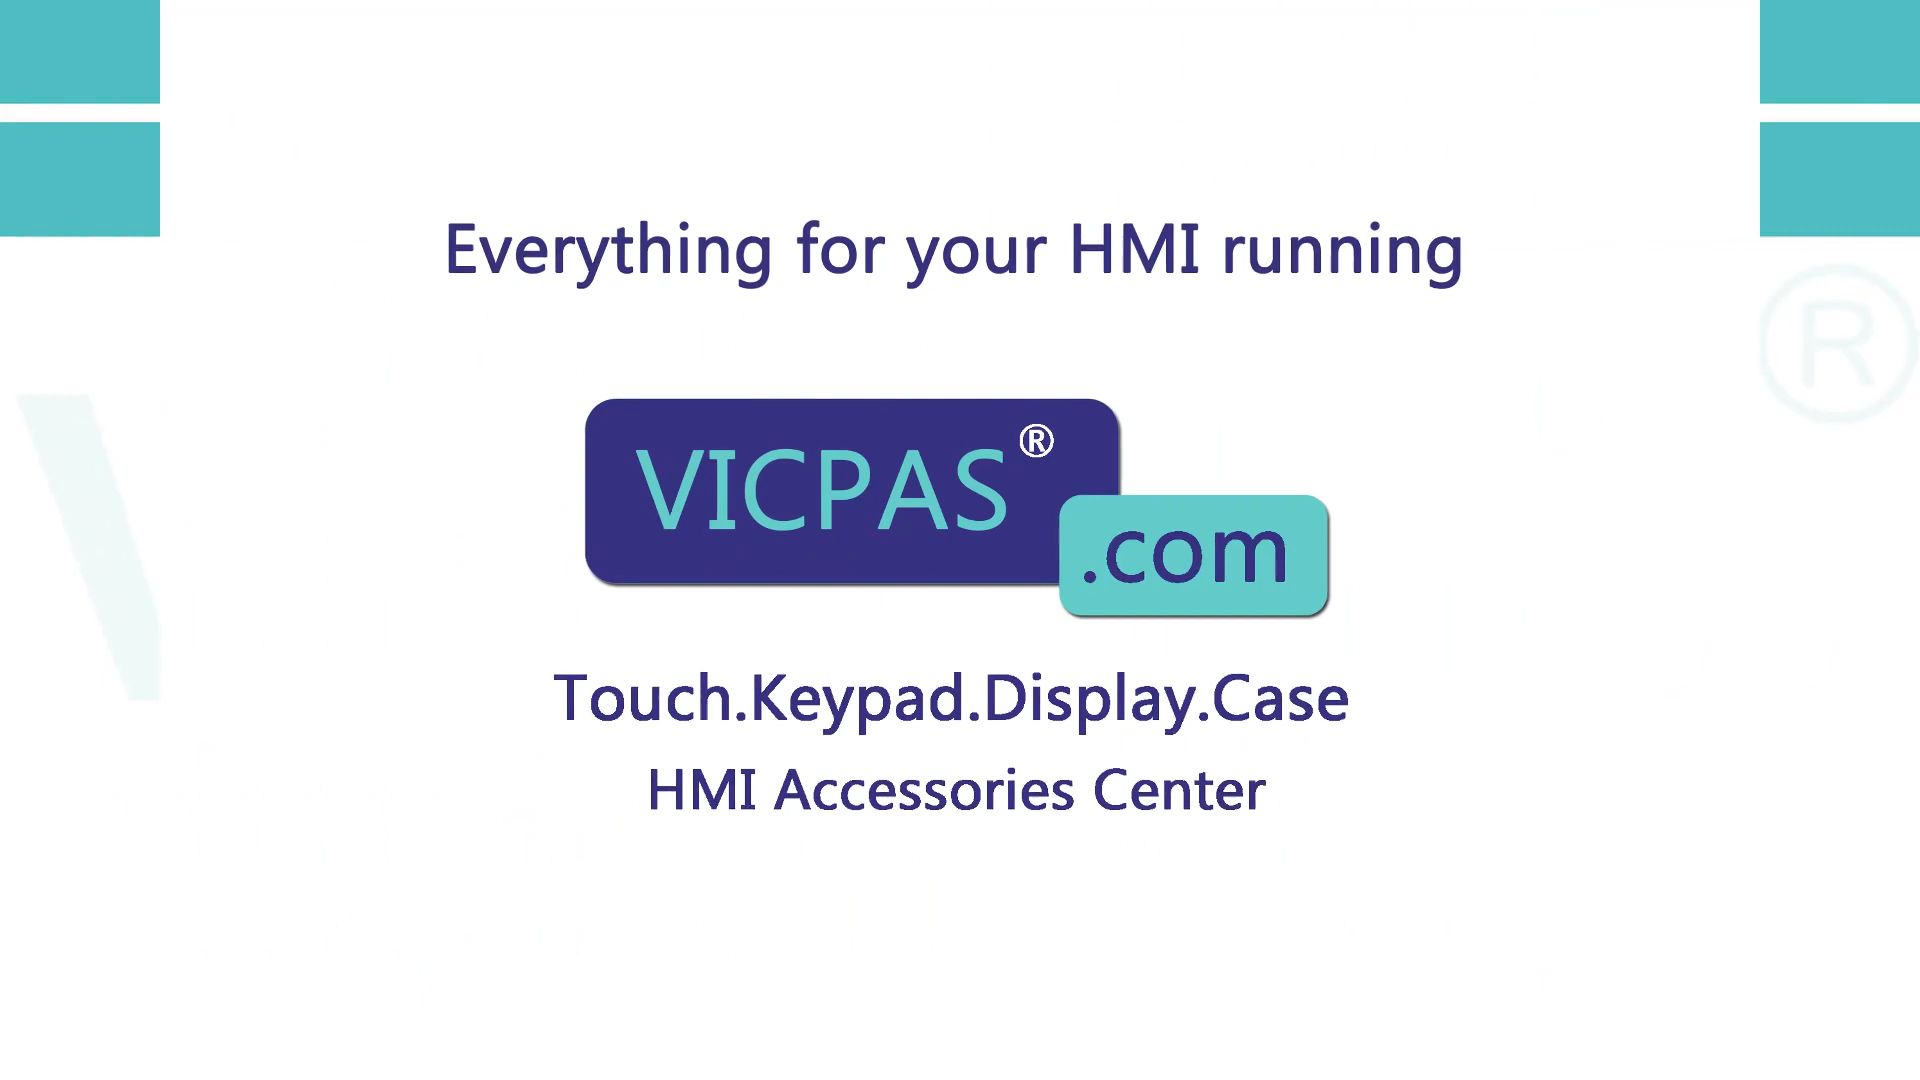 Everything for your HMI running
VICPAS®
.com
Touch.Keypad.Display.Case
HMI Accessories Center
V
®